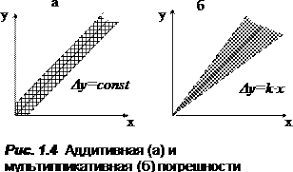 а
б
y
y
Δy=const
Δy=k·x
x
x
Рис. 1.4 Аддитивная (а) и
мультипликативная (б) погрешности